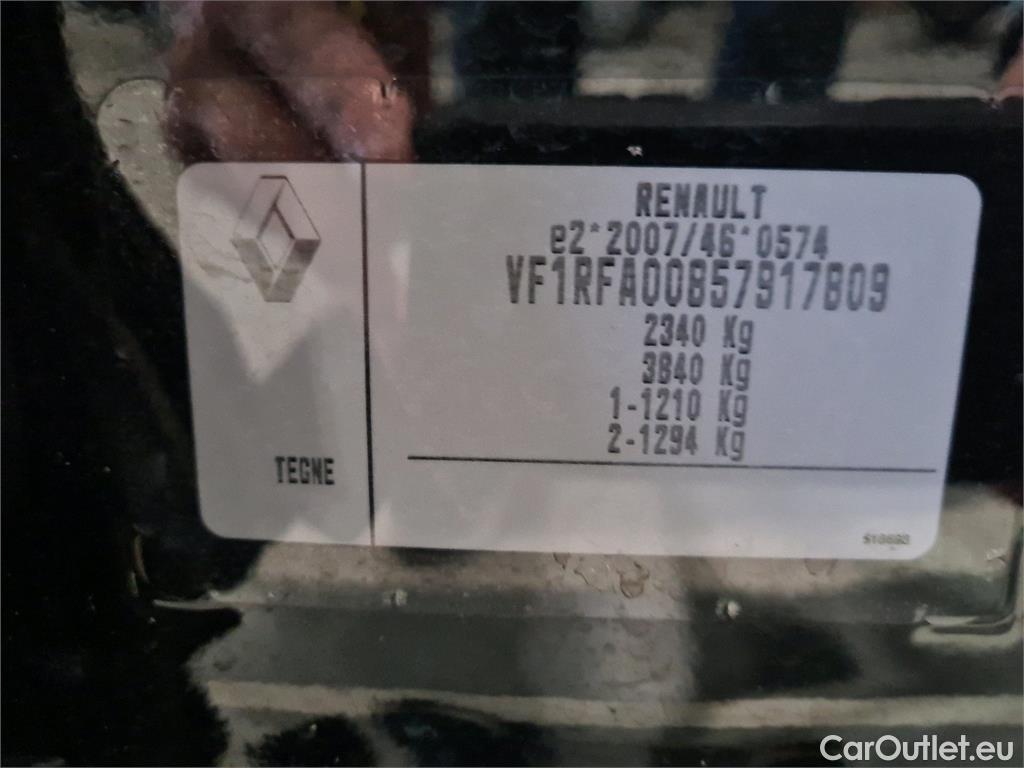 RENAULT
e2*2007/46*0574
VF1RFA00857917809
2340 Kg
3840 Kg
1-1210 Kg
2-1294 Kg
TEGNE
CarOutlet.eu